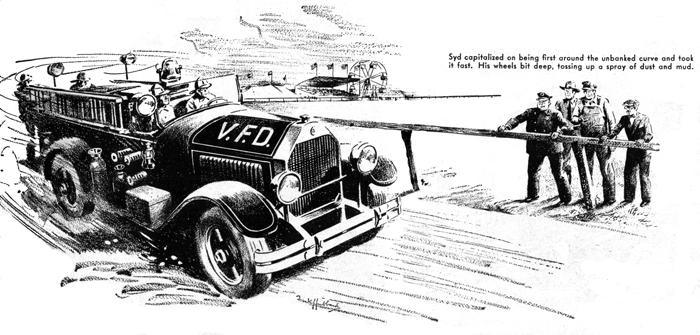 Syd capitalized on being first around the unbanked curve and took
it fast. His wheels bit deep, tossing up a spray of dust and mud.
V.F.D.